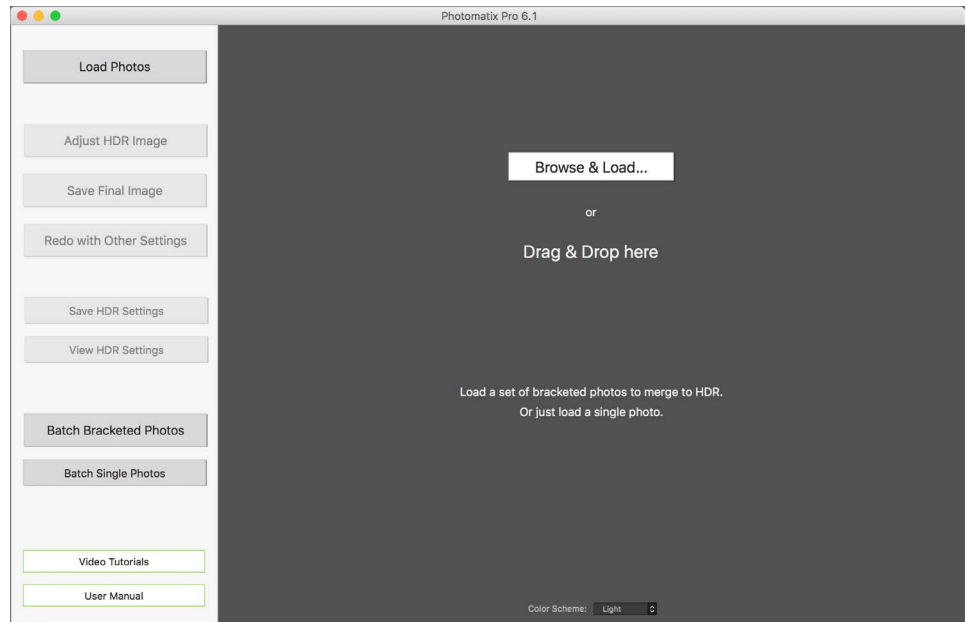 Photomatix Pro 6.1
Load Photos
Adjust HDR Image
Save Final Image
Redo with Other Settings
Save HDR Settings
View HDR Settings
Batch Bracketed Photos
Batch Single Photos
Video Tutorials
User Manual
Browse & Load...
or
Drag & Drop here
Load a set of bracketed photos to merge to HDR.
Or just load a single photo.
Color Scheme: Light